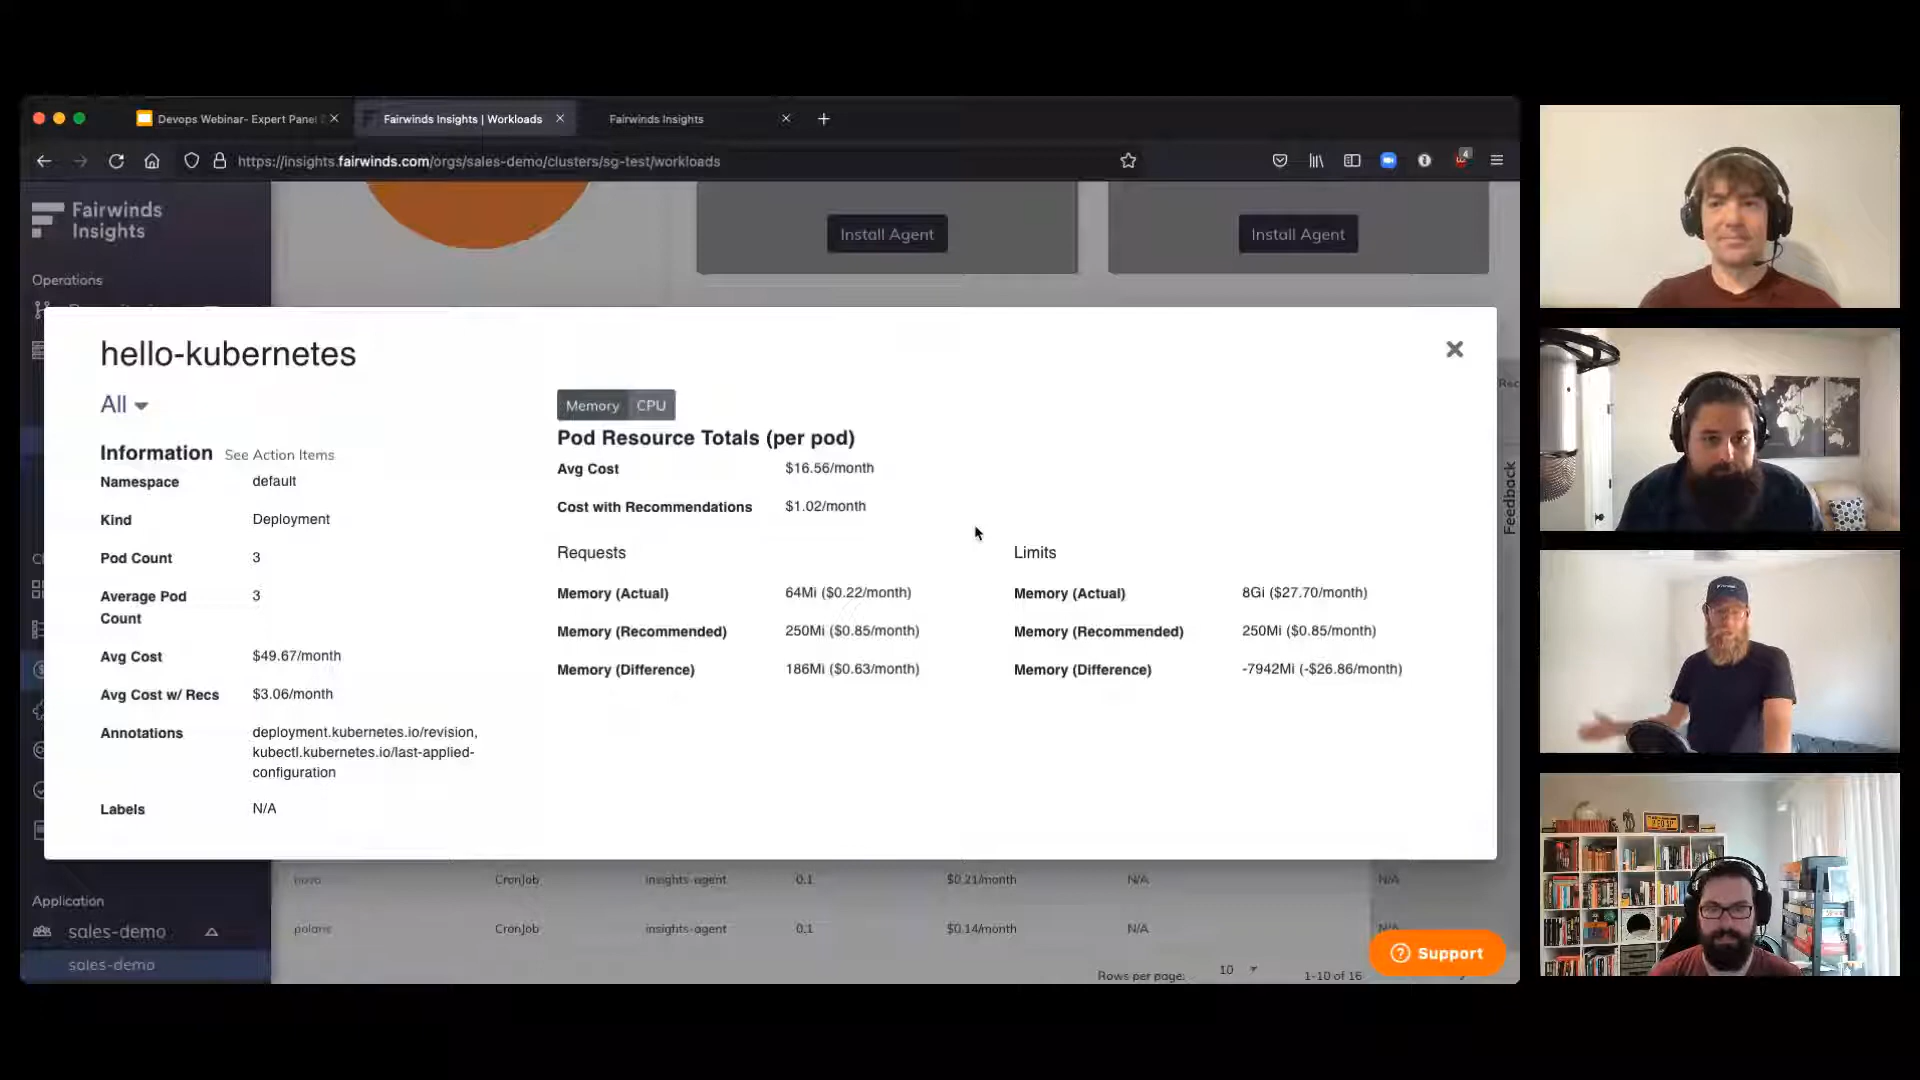 Devops Webinar- Expert Panel
Fairwinds Insights | Workloads
Fairwinds Insights
https://insights.fairwinds.com/orgs/sales-demo/clusters/sg-test/workloads
4
Fairwinds
Insights
Operations
Install Agent
Install Agent
hello-kubernetes
All
Information See Action Items
Namespace default
Kind Deployment
Pod Count 3
Average Pod Count 3
Avg Cost $49.67/month
Avg Cost w/ Recs $3.06/month
Annotations deployment.kubernetes.io/revision,
kubectl.kubernetes.io/last-applied-
configuration
Labels N/A
Memory CPU
Pod Resource Totals (per pod)
Avg Cost $16.56/month
Cost with Recommendations $1.02/month
Requests
Memory (Actual) 64Mi ($0.22/month)
Memory (Recommended) 250Mi ($0.85/month)
Memory (Difference) 186Mi ($0.63/month)
Limits
Memory (Actual) 8Gi ($27.70/month)
Memory (Recommended) 250Mi ($0.85/month)
Memory (Difference) -7942Mi (-$26.86/month)
Feedback
CronJob insights-agent 0.1 $0.21/month N/A N/A
polaris CronJob insights-agent 0.1 $0.14/month N/A N/A
Application
sales-demo
sales-demo
Support
Rows per page: 10 1-10 of 16